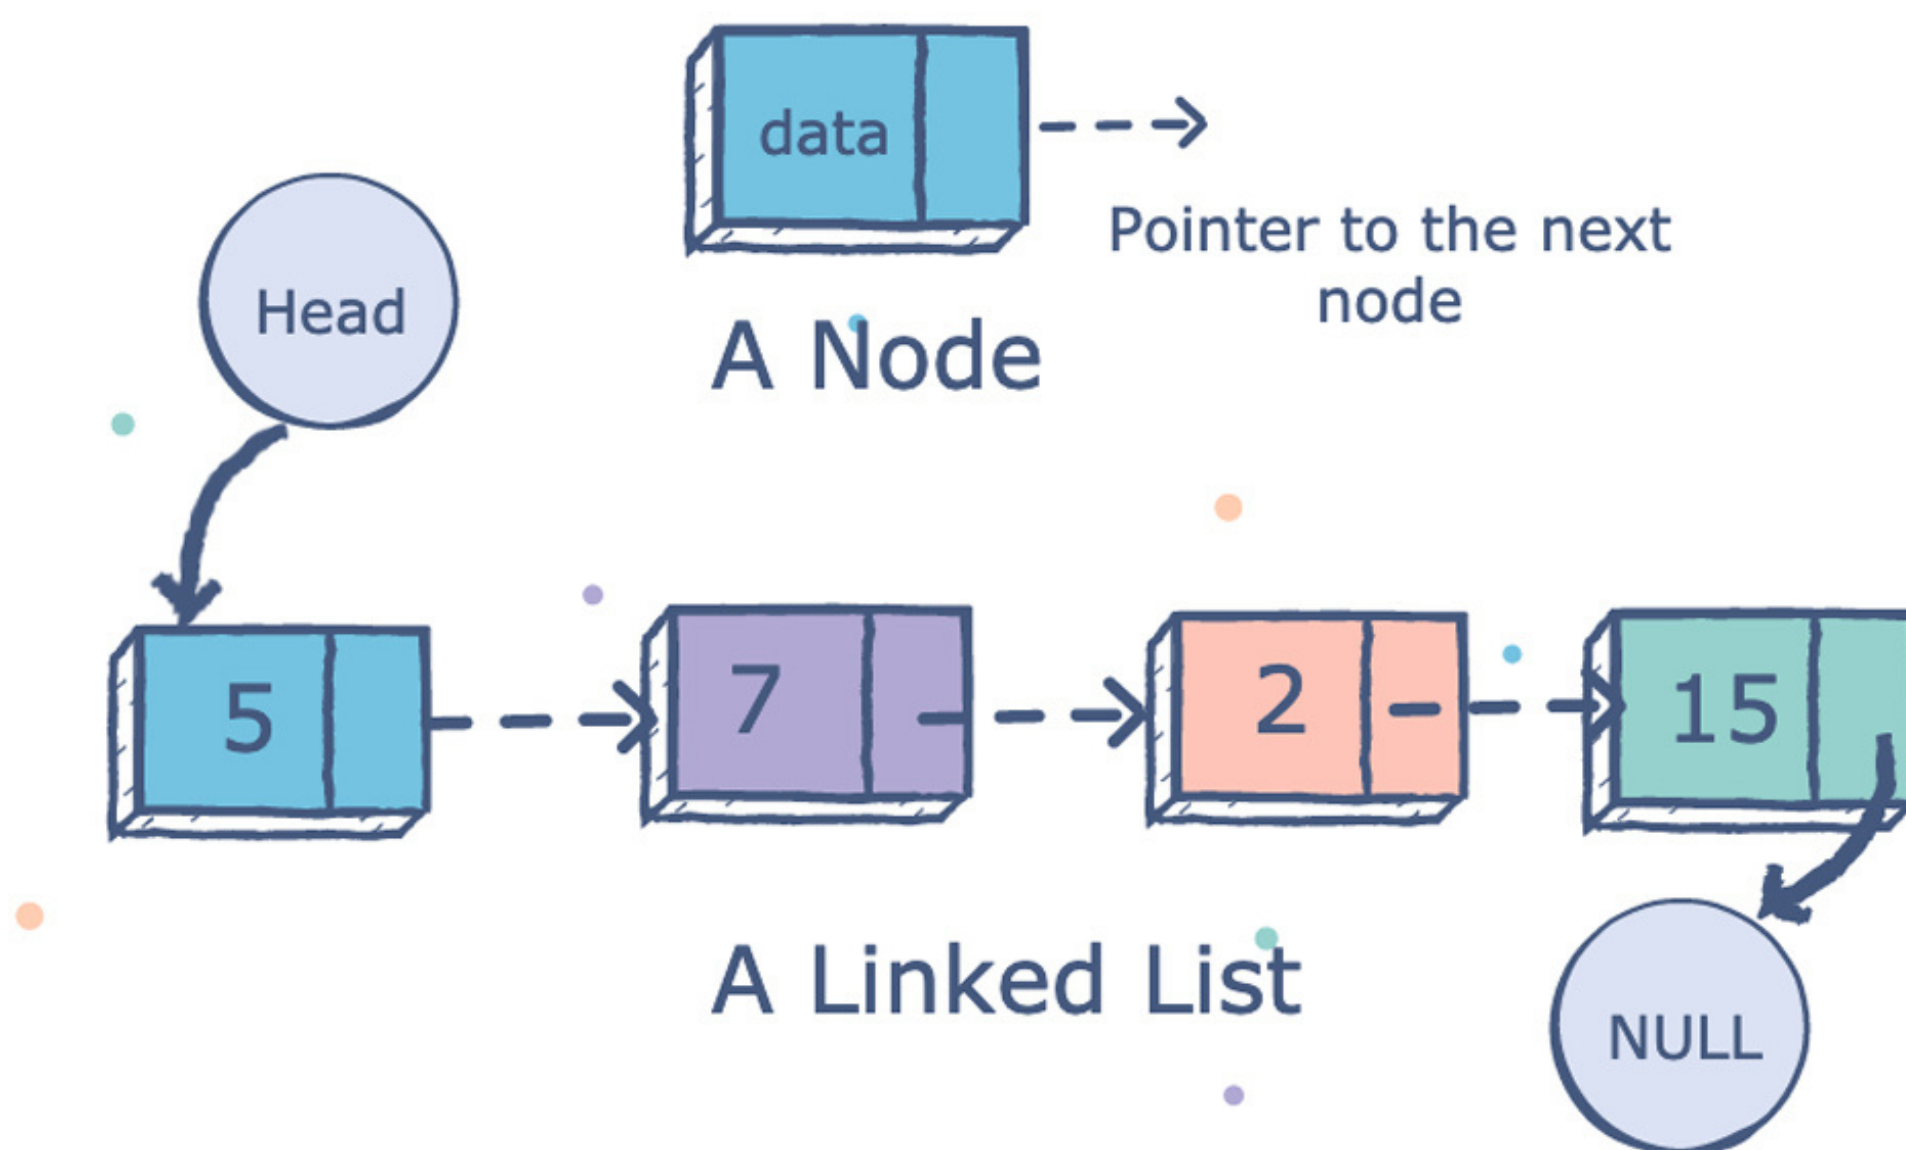 data
Pointer to the next
node
Head
A Node
5
7
2
15
A Linked List
NULL